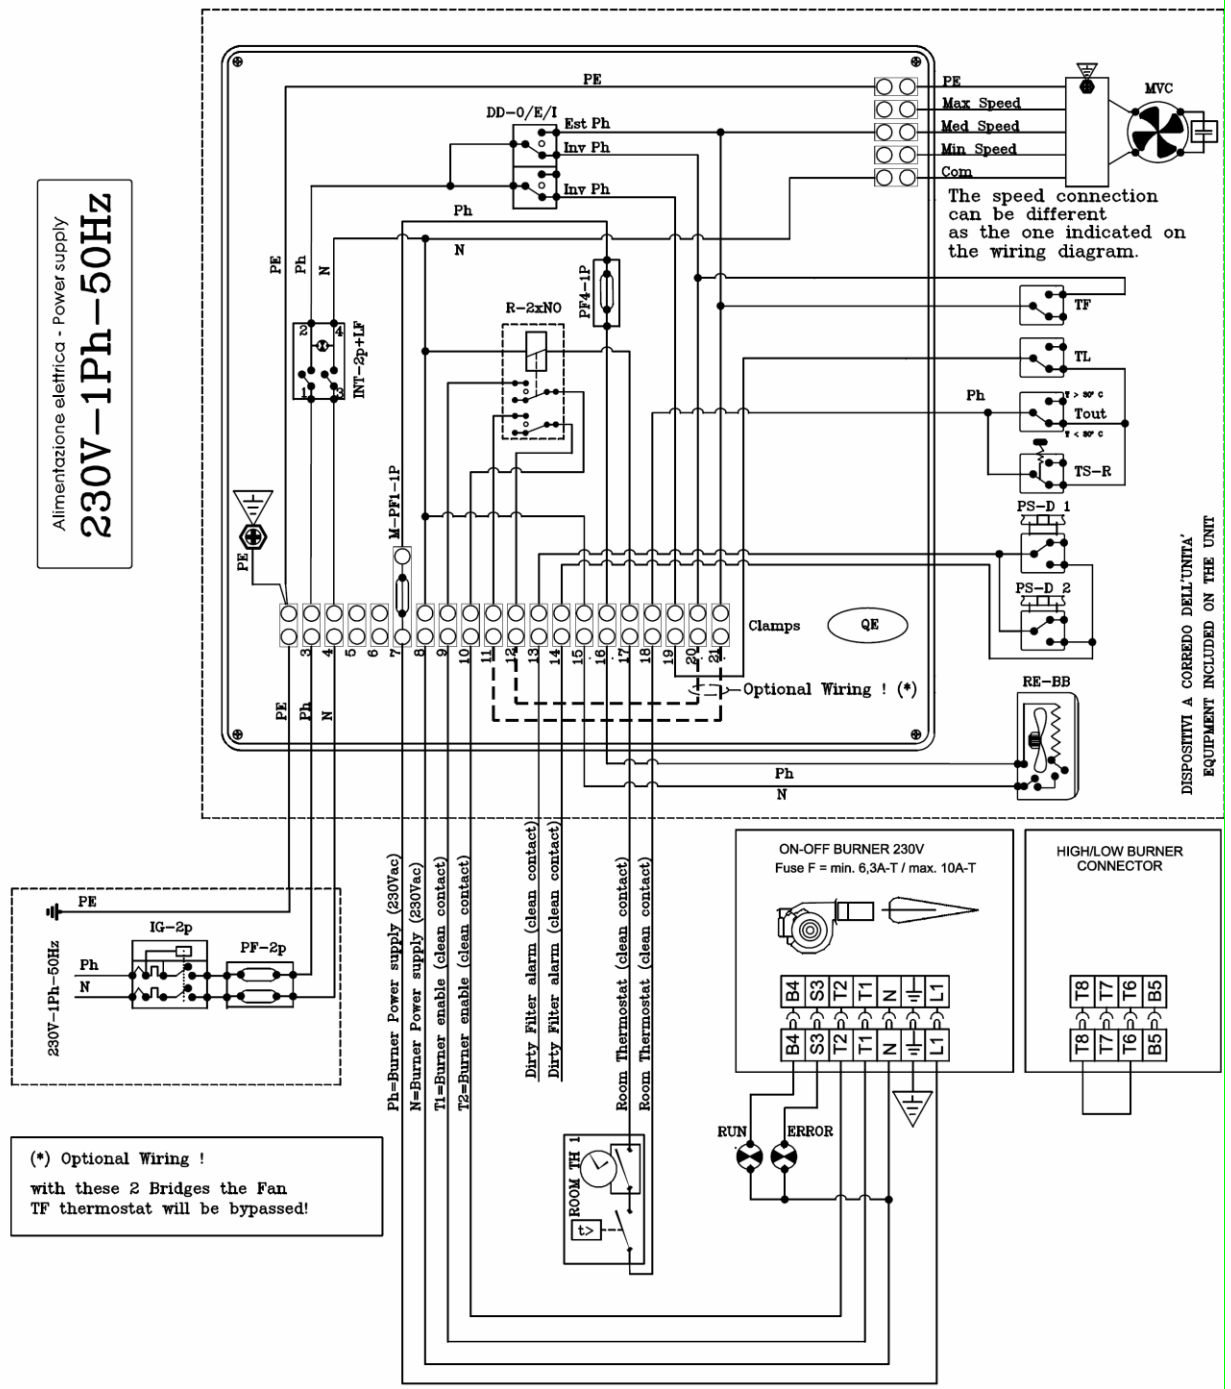 Alimentazione elettrica - Power supply
230V-1Ph-50Hz
PE
DD-0/E/I
Est Ph
Inv Ph
Inv Ph
Ph
N
PE
Ph
N
2
4
1
3
INT-2p+LF
R-2xNO
PF4-1P
M-PF1-1P
PE
PE
Max Speed
Med Speed
Min Speed
Com
MVC
The speed connection
can be different
as the one indicated on
the wiring diagram.
TF
TL
Ph
T > 30° C
Tout
T < 30° C
TS-R
PS-D 1
PS-D 2
RE-BB
Clamps
QE
3
4
5
6
7
8
9
10
11
12
13
14
15
16
17
18
19
20
21
PE
Ph
N
Optional Wiring ! (*)
Ph
N
DISPOSITIVI A CORREDO DELL'UNITA'
EQUIPMENT INCLUDED ON THE UNIT
PE
IG-2p
PF-2p
Ph
N
230V-1Ph-50Hz
Ph=Burner Power supply (230Vac)
N=Burner Power supply (230Vac)
T1=Burner enable (clean contact)
T2=Burner enable (clean contact)
Dirty Filter alarm (clean contact)
Dirty Filter alarm (clean contact)
Room Thermostat (clean contact)
Room Thermostat (clean contact)
ROOM TH 1
t>
ON-OFF BURNER 230V
Fuse F = min. 6,3A-T / max. 10A-T
B4 S3 T2 T1 N L1
B4 S3 T2 T1 N L1
RUN
ERROR
HIGH/LOW BURNER
CONNECTOR
T8 T7 T6 B5
T8 T7 T6 B5
(*) Optional Wiring !
with these 2 Bridges the Fan
TF thermostat will be bypassed!